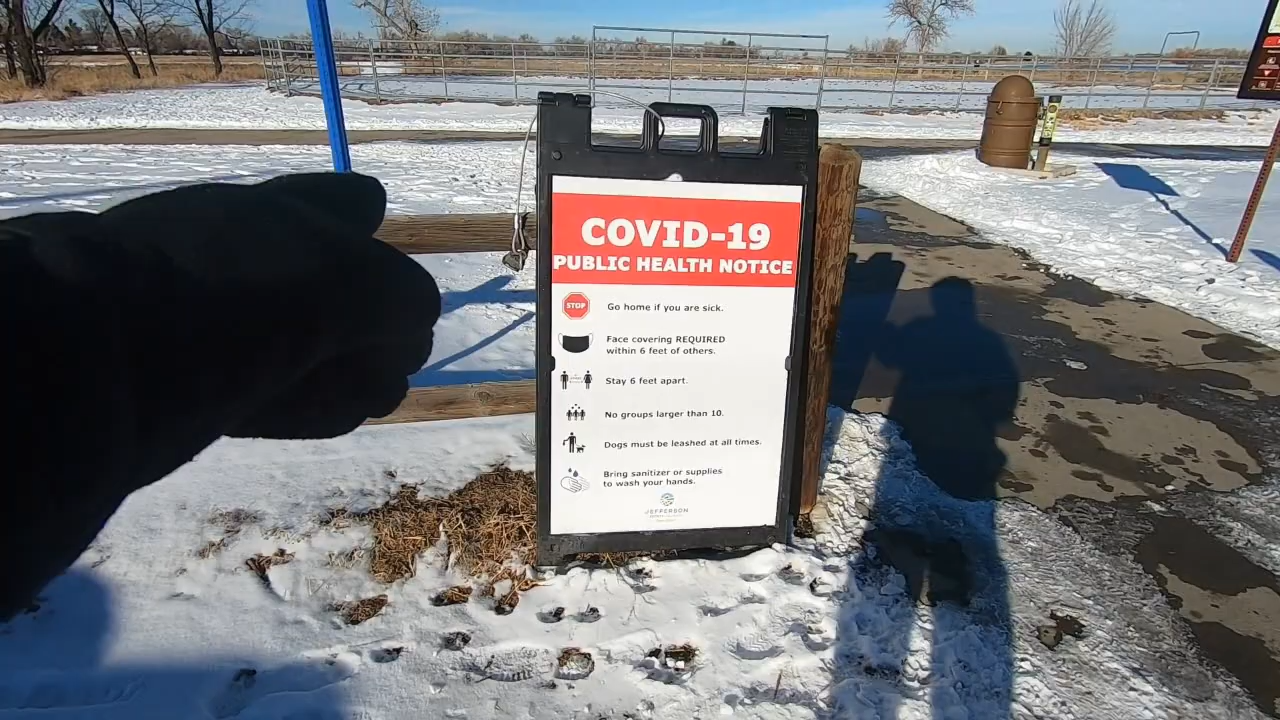 COVID-19
PUBLIC HEALTH NOTICE
STOP
Go home if you are sick.
Face covering REQUIRED
within 6 feet of others.
Stay 6 feet apart.
No groups larger than 10.
Dogs must be leashed at all times.
Bring sanitizer or supplies
to wash your hands.
JEFFERSON